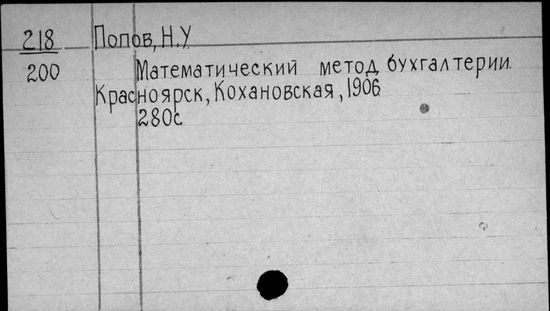 218 Попов, Н.У
200 Математический метод бухгалтерии
Красноярск, Кохановская, 1906
280с.